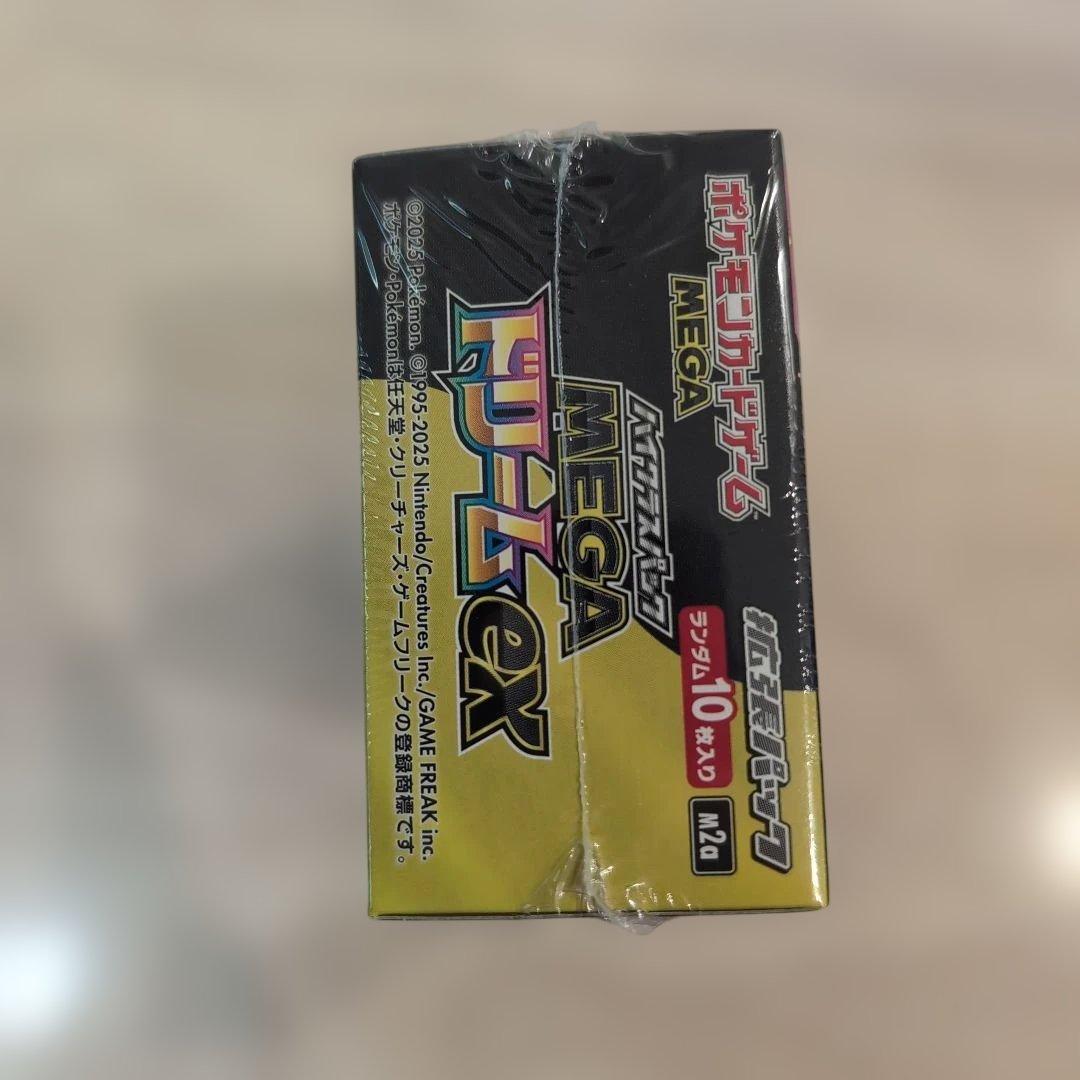 ポケモンカードゲーム™
MEGA
拡張パック
ハイクラスパック
MEGA
ドリームex
ランダム10枚入り
M2a
©2025 Pokémon. ©1995-2025 Nintendo/Creatures Inc./GAME FREAK inc.
ポケモン・Pokémonは任天堂・クリーチャーズ・ゲームフリークの登録商標です。